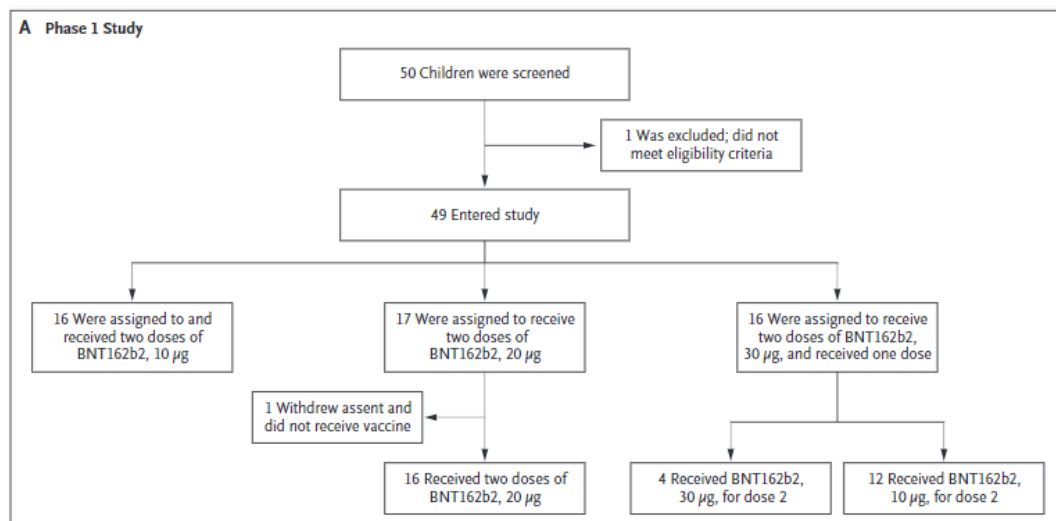 A Phase 1 Study
50 Children were screened
1 Was excluded; did not
meet eligibility criteria
49 Entered study
16 Were assigned to and
received two doses of
BNT162b2, 10 µg
17 Were assigned to receive
two doses of
BNT162b2, 20 µg
16 Were assigned to receive
two doses of BNT162b2,
30 µg, and received one dose
1 Withdrew assent and
did not receive vaccine
16 Received two doses of
BNT162b2, 20 µg
4 Received BNT162b2,
30 µg, for dose 2
12 Received BNT162b2,
10 µg, for dose 2